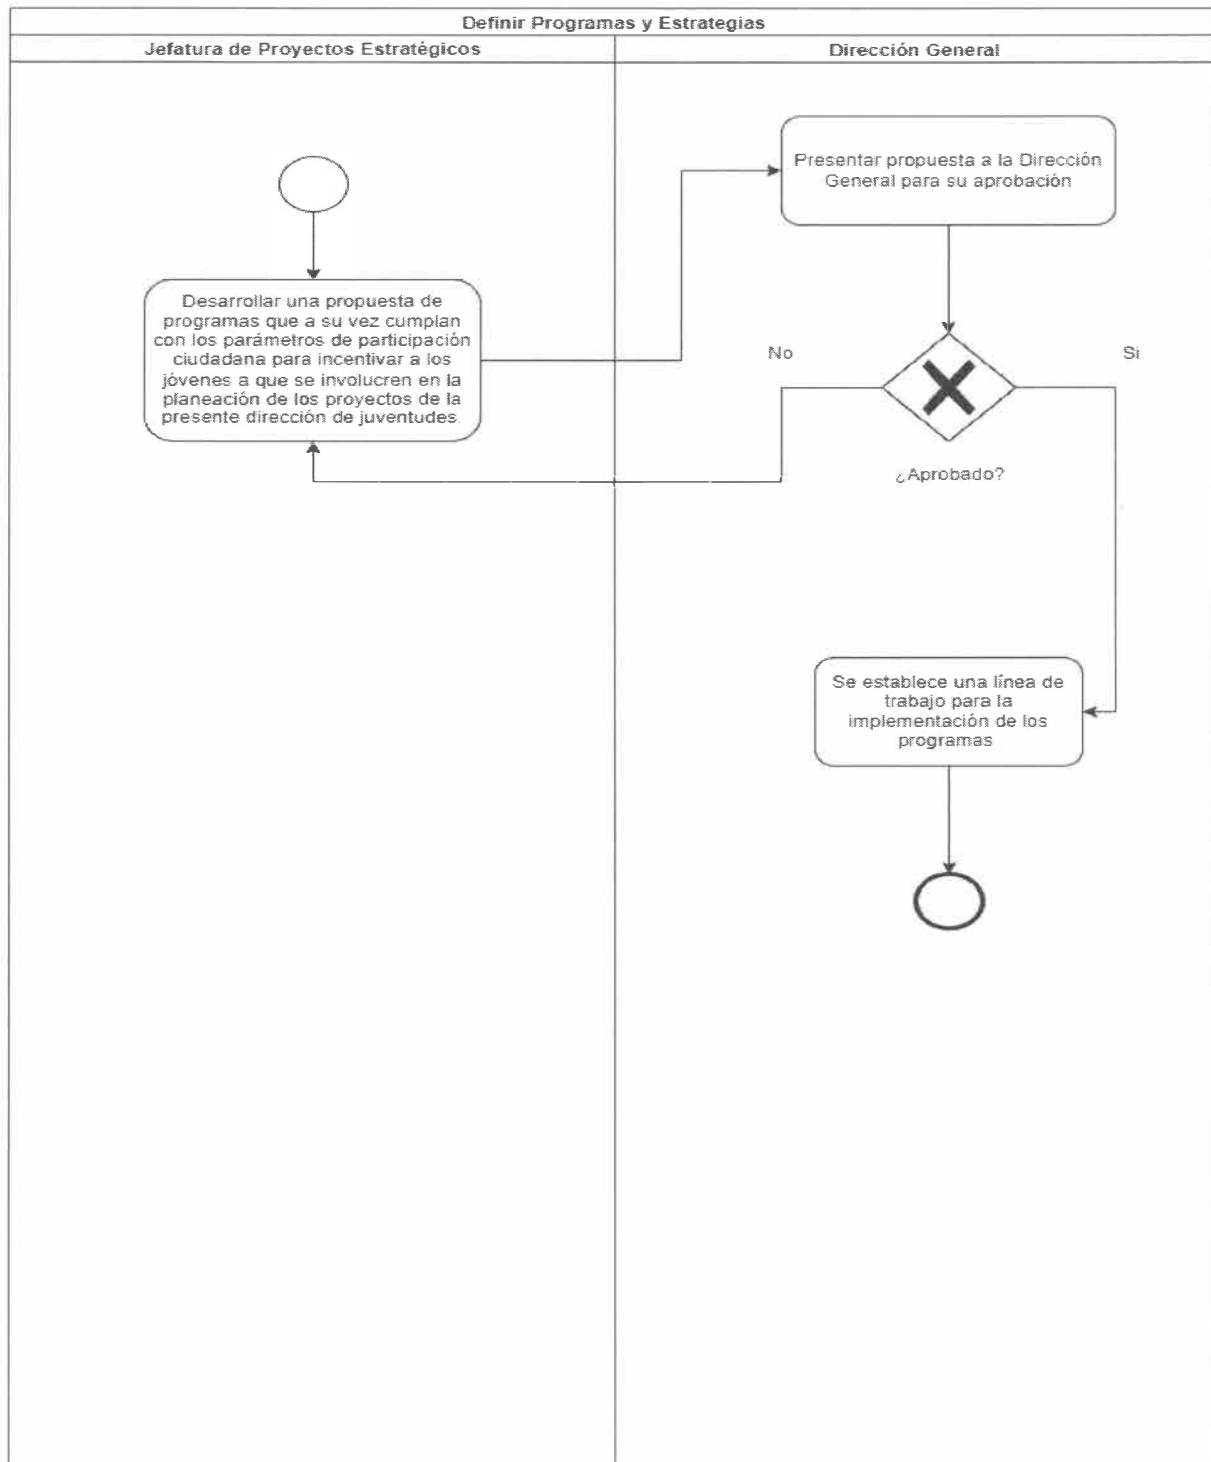 Definir Programas y Estrategias
Jefatura de Proyectos Estratégicos
Dirección General
Presentar propuesta a la Dirección
General para su aprobación
Desarrollar una propuesta de
programas que a su vez cumplan
con los parámetros de participación
ciudadana para incentivar a los
jóvenes a que se involucren en la
planeación de los proyectos de la
presente dirección de juventudes.
No
Si
¿Aprobado?
Se establece una línea de
trabajo para la
implementación de los
programas